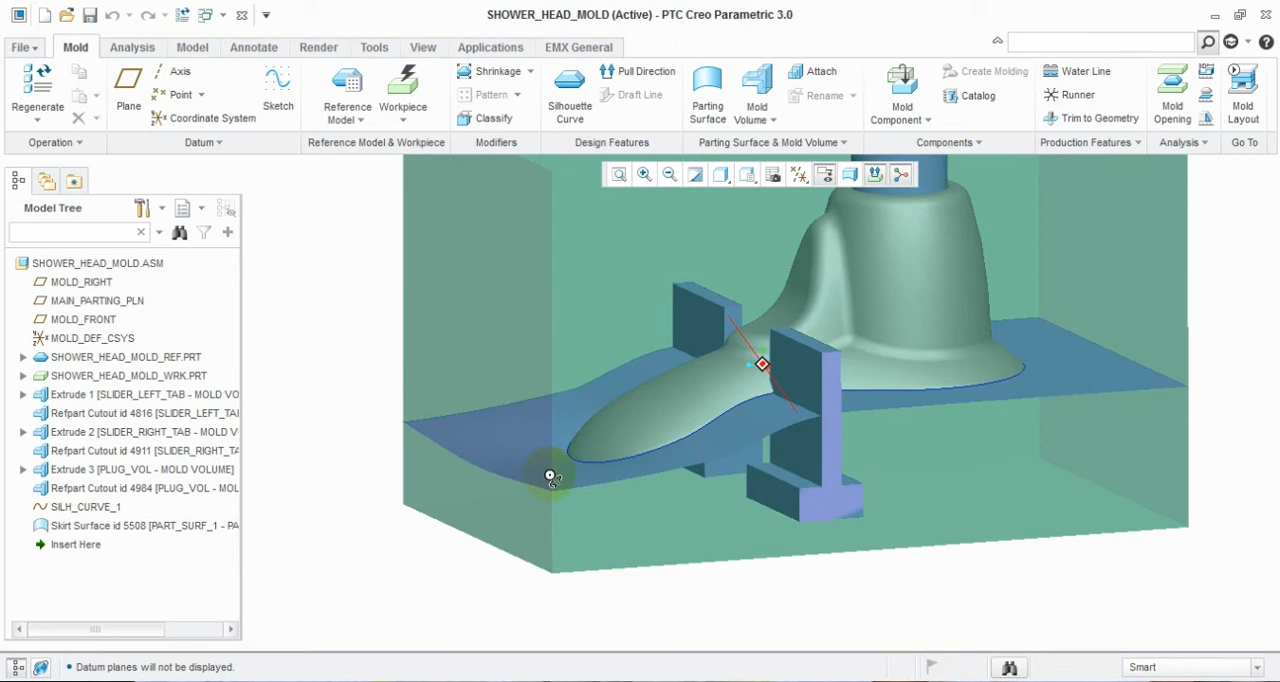 SHOWER_HEAD_MOLD (Active) - PTC Creo Parametric 3.0
File Mold Analysis Model Annotate Render Tools View Applications EMX General
Regenerate
Plane
Axis
Point
Coordinate System
Sketch
Reference Model
Workpiece
Shrinkage
Pattern
Classify
Silhouette Curve
Pull Direction
Draft Line
Parting Surface
Mold Volume
Attach
Rename
Mold Component
Create Molding
Catalog
Water Line
Runner
Trim to Geometry
Mold Opening
Mold Layout
Operation Datum Reference Model & Workpiece Modifiers Design Features Parting Surface & Mold Volume Components Production Features Analysis Go To
Model Tree
SHOWER_HEAD_MOLD.ASM
MOLD_RIGHT
MAIN_PARTING_PLN
MOLD_FRONT
MOLD_DEF_CSYS
SHOWER_HEAD_MOLD_REF.PRT
SHOWER_HEAD_MOLD_WRK.PRT
Extrude 1 [SLIDER_LEFT_TAB - MOLD VO
Refpart Cutout id 4816 [SLIDER_LEFT_TA
Extrude 2 [SLIDER_RIGHT_TAB - MOLD V
Refpart Cutout id 4911 [SLIDER_RIGHT_TA
Extrude 3 [PLUG_VOL - MOLD VOLUME]
Refpart Cutout id 4984 [PLUG_VOL - MOL
SILH_CURVE_1
Skirt Surface id 5508 [PART_SURF_1 - PA
Insert Here
• Datum planes will not be displayed.
Smart